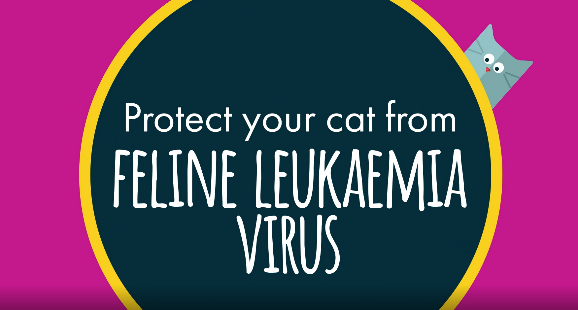 Protect your cat from
FELINE LEUKAEMIA
VIRUS